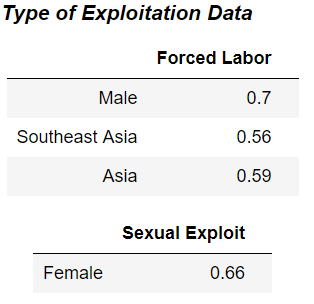 Type of Exploitation Data
Forced Labor
Male 0.7
Southeast Asia 0.56
Asia 0.59
Sexual Exploit
Female 0.66